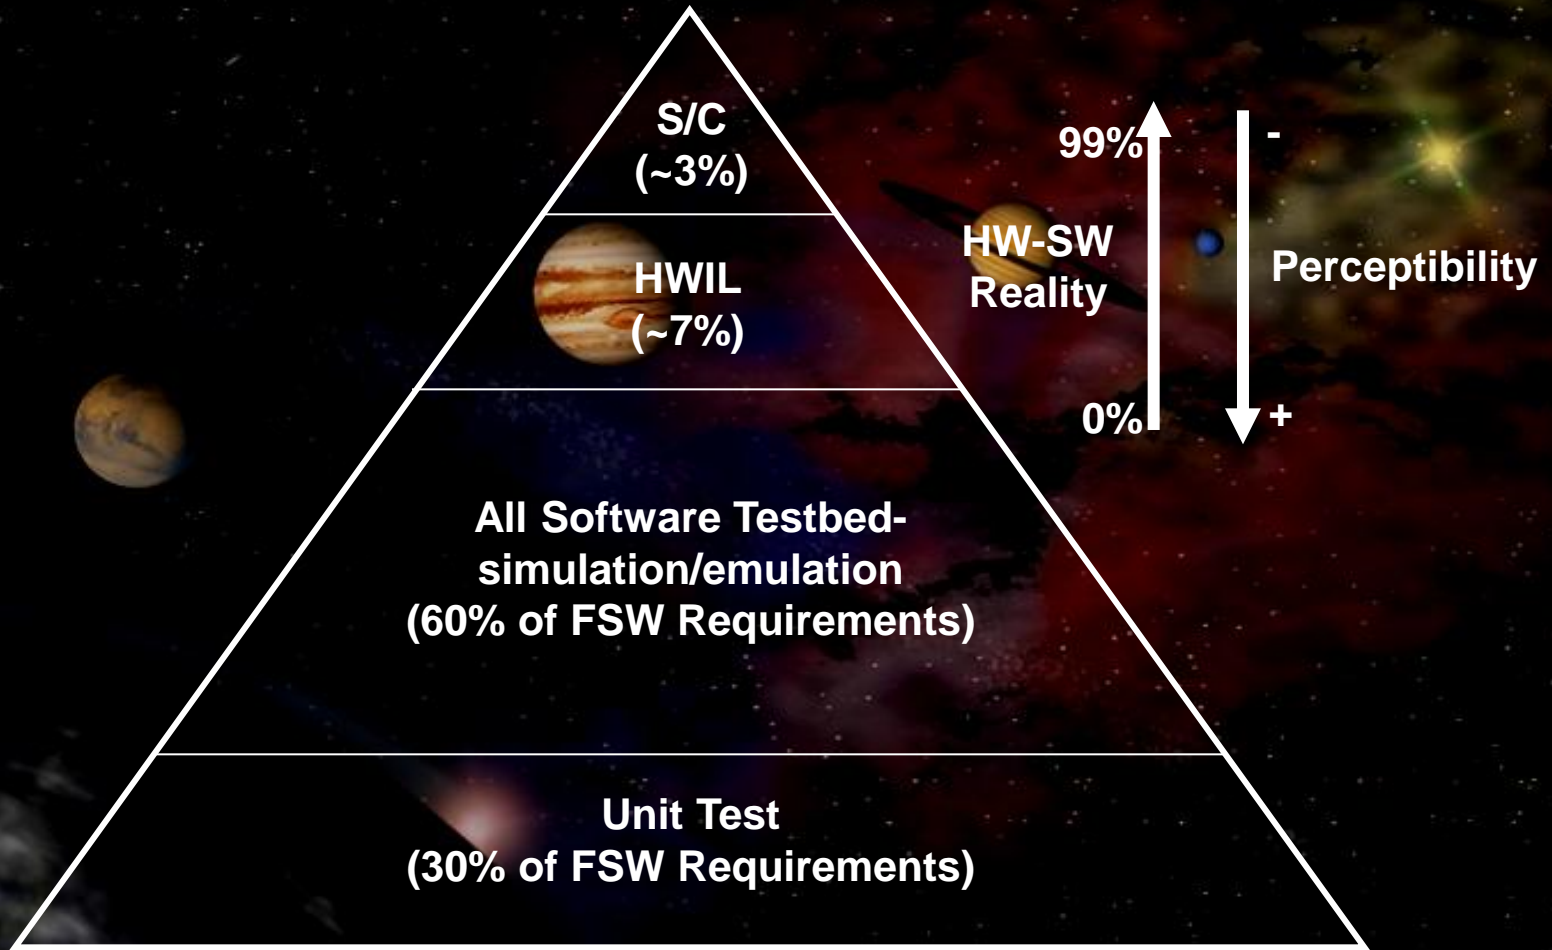 S/C
(~3%)
HWIL
(~7%)
All Software Testbed-
simulation/emulation
(60% of FSW Requirements)
Unit Test
(30% of FSW Requirements)
99%
HW-SW
Reality
0%
-
Perceptibility
+